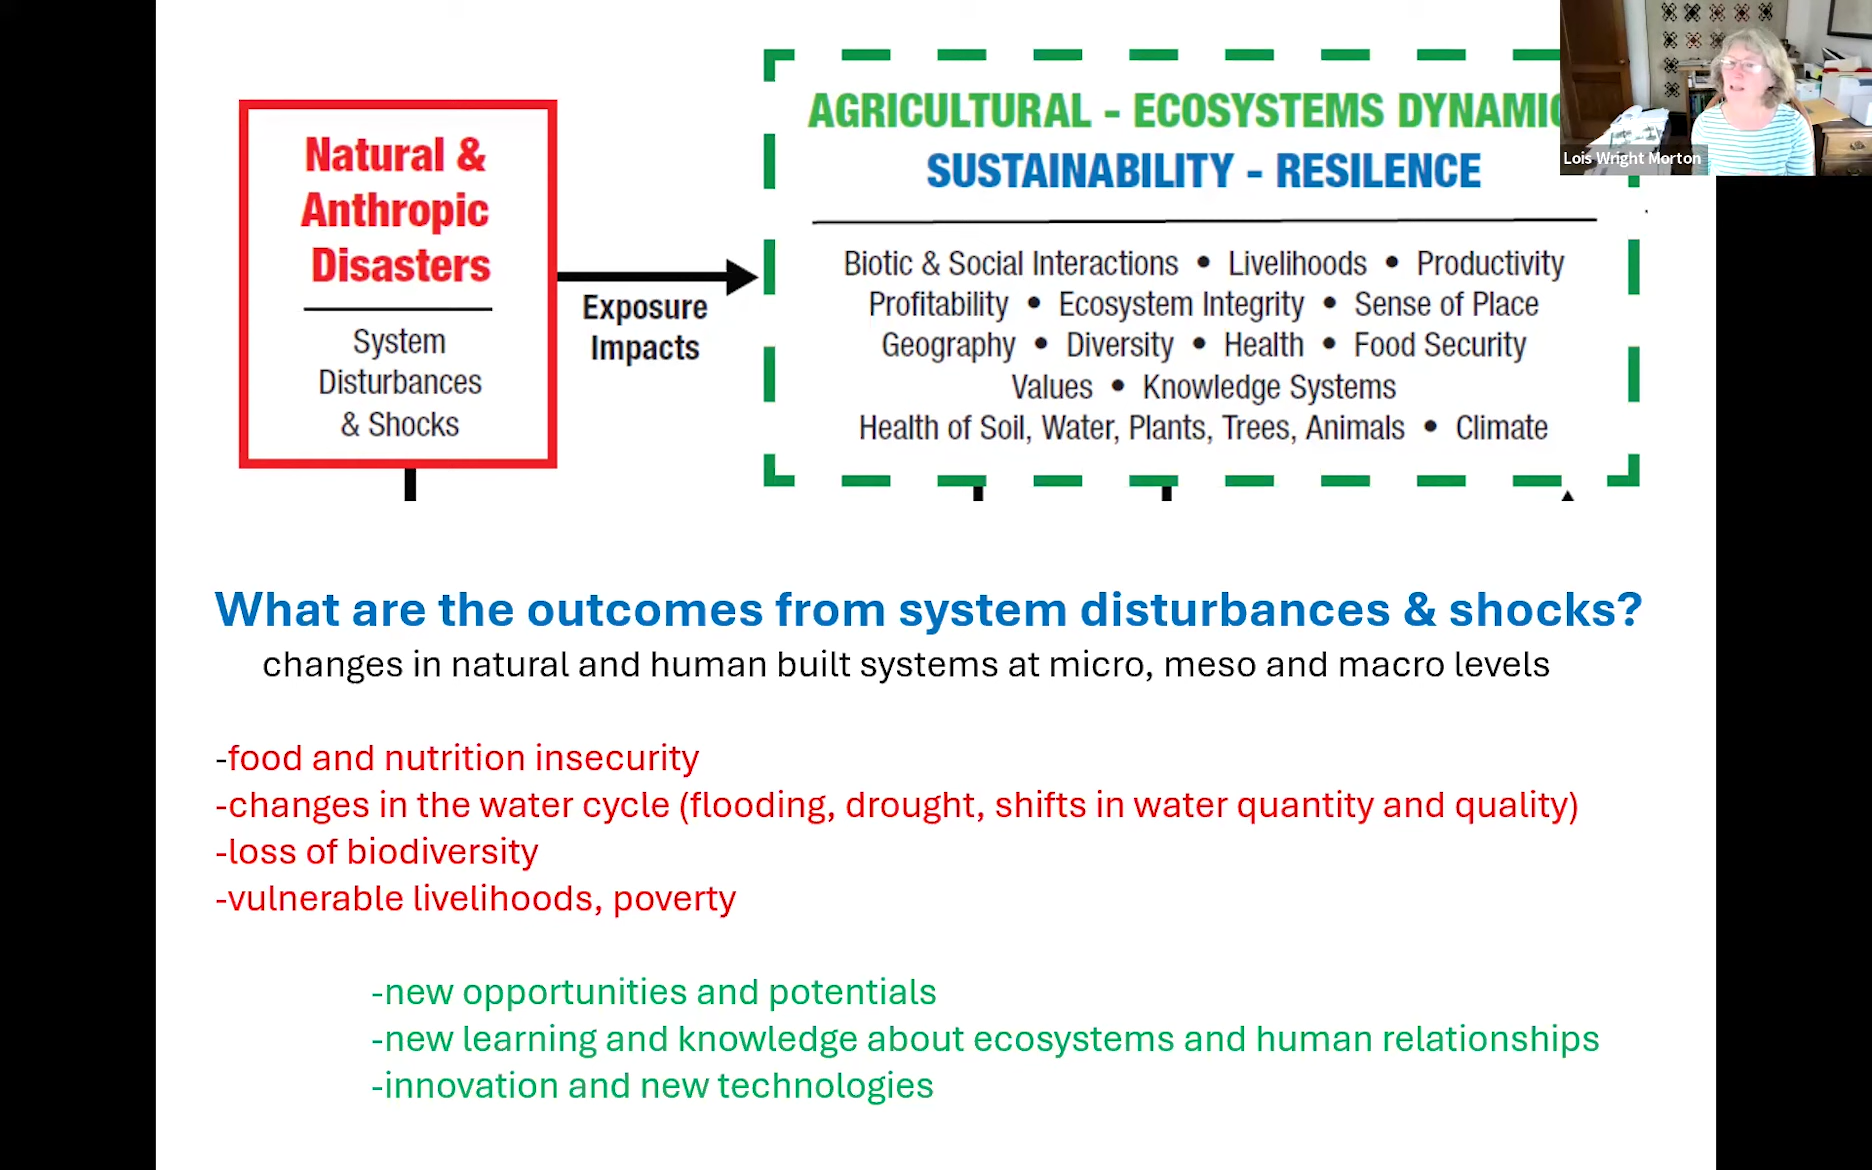 Natural &
Anthropic
Disasters
System
Disturbances
& Shocks
Exposure
Impacts
AGRICULTURAL - ECOSYSTEMS DYNAMIC
SUSTAINABILITY - RESILENCE
Biotic & Social Interactions • Livelihoods • Productivity
Profitability • Ecosystem Integrity • Sense of Place
Geography • Diversity • Health • Food Security
Values • Knowledge Systems
Health of Soil, Water, Plants, Trees, Animals • Climate
Lois Wright Morton
What are the outcomes from system disturbances & shocks?
changes in natural and human built systems at micro, meso and macro levels
-food and nutrition insecurity
-changes in the water cycle (flooding, drought, shifts in water quantity and quality)
-loss of biodiversity
-vulnerable livelihoods, poverty
-new opportunities and potentials
-new learning and knowledge about ecosystems and human relationships
-innovation and new technologies